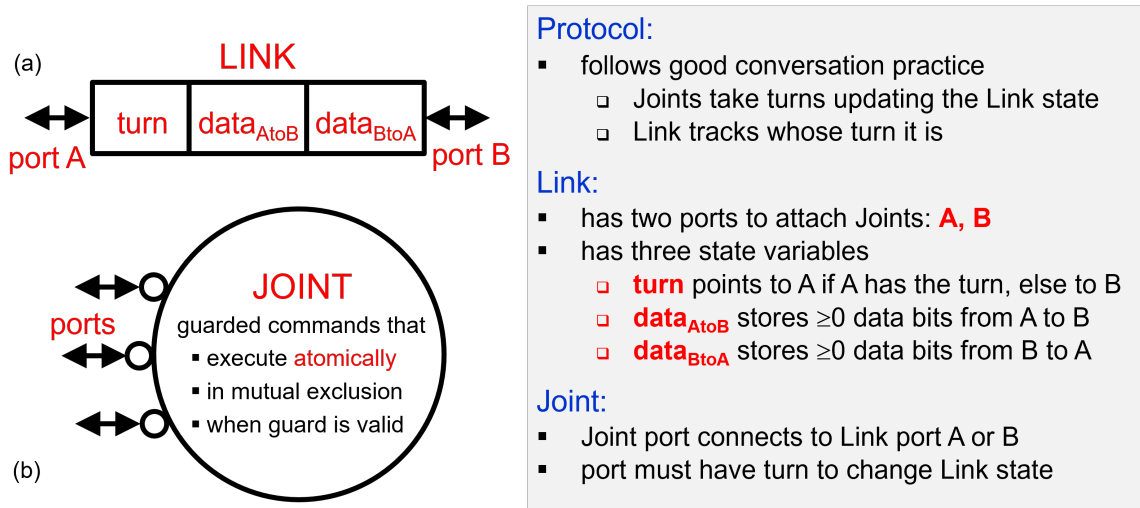 (a)
LINK
turn
data_AtoB
data_BtoA
port A
port B
JOINT
guarded commands that
▪ execute atomically
▪ in mutual exclusion
▪ when guard is valid
ports
(b)
Protocol:
▪ follows good conversation practice
❑ Joints take turns updating the Link state
❑ Link tracks whose turn it is
Link:
▪ has two ports to attach Joints: A, B
▪ has three state variables
❑ turn points to A if A has the turn, else to B
❑ data_AtoB stores ≥0 data bits from A to B
❑ data_BtoA stores ≥0 data bits from B to A
Joint:
▪ Joint port connects to Link port A or B
▪ port must have turn to change Link state